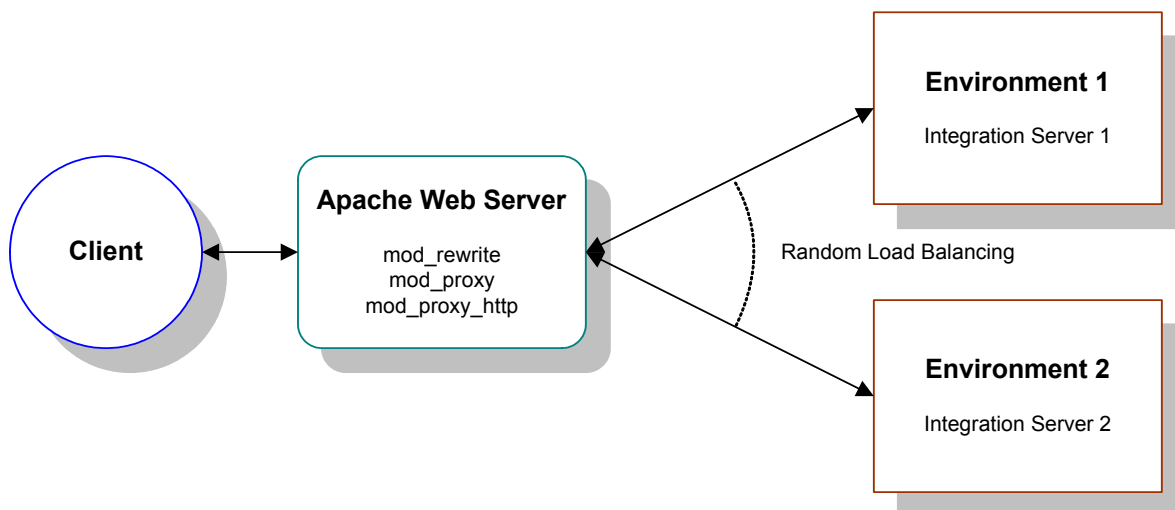 Client
Apache Web Server
mod_rewrite
mod_proxy
mod_proxy_http
Random Load Balancing
Environment 1
Integration Server 1
Environment 2
Integration Server 2